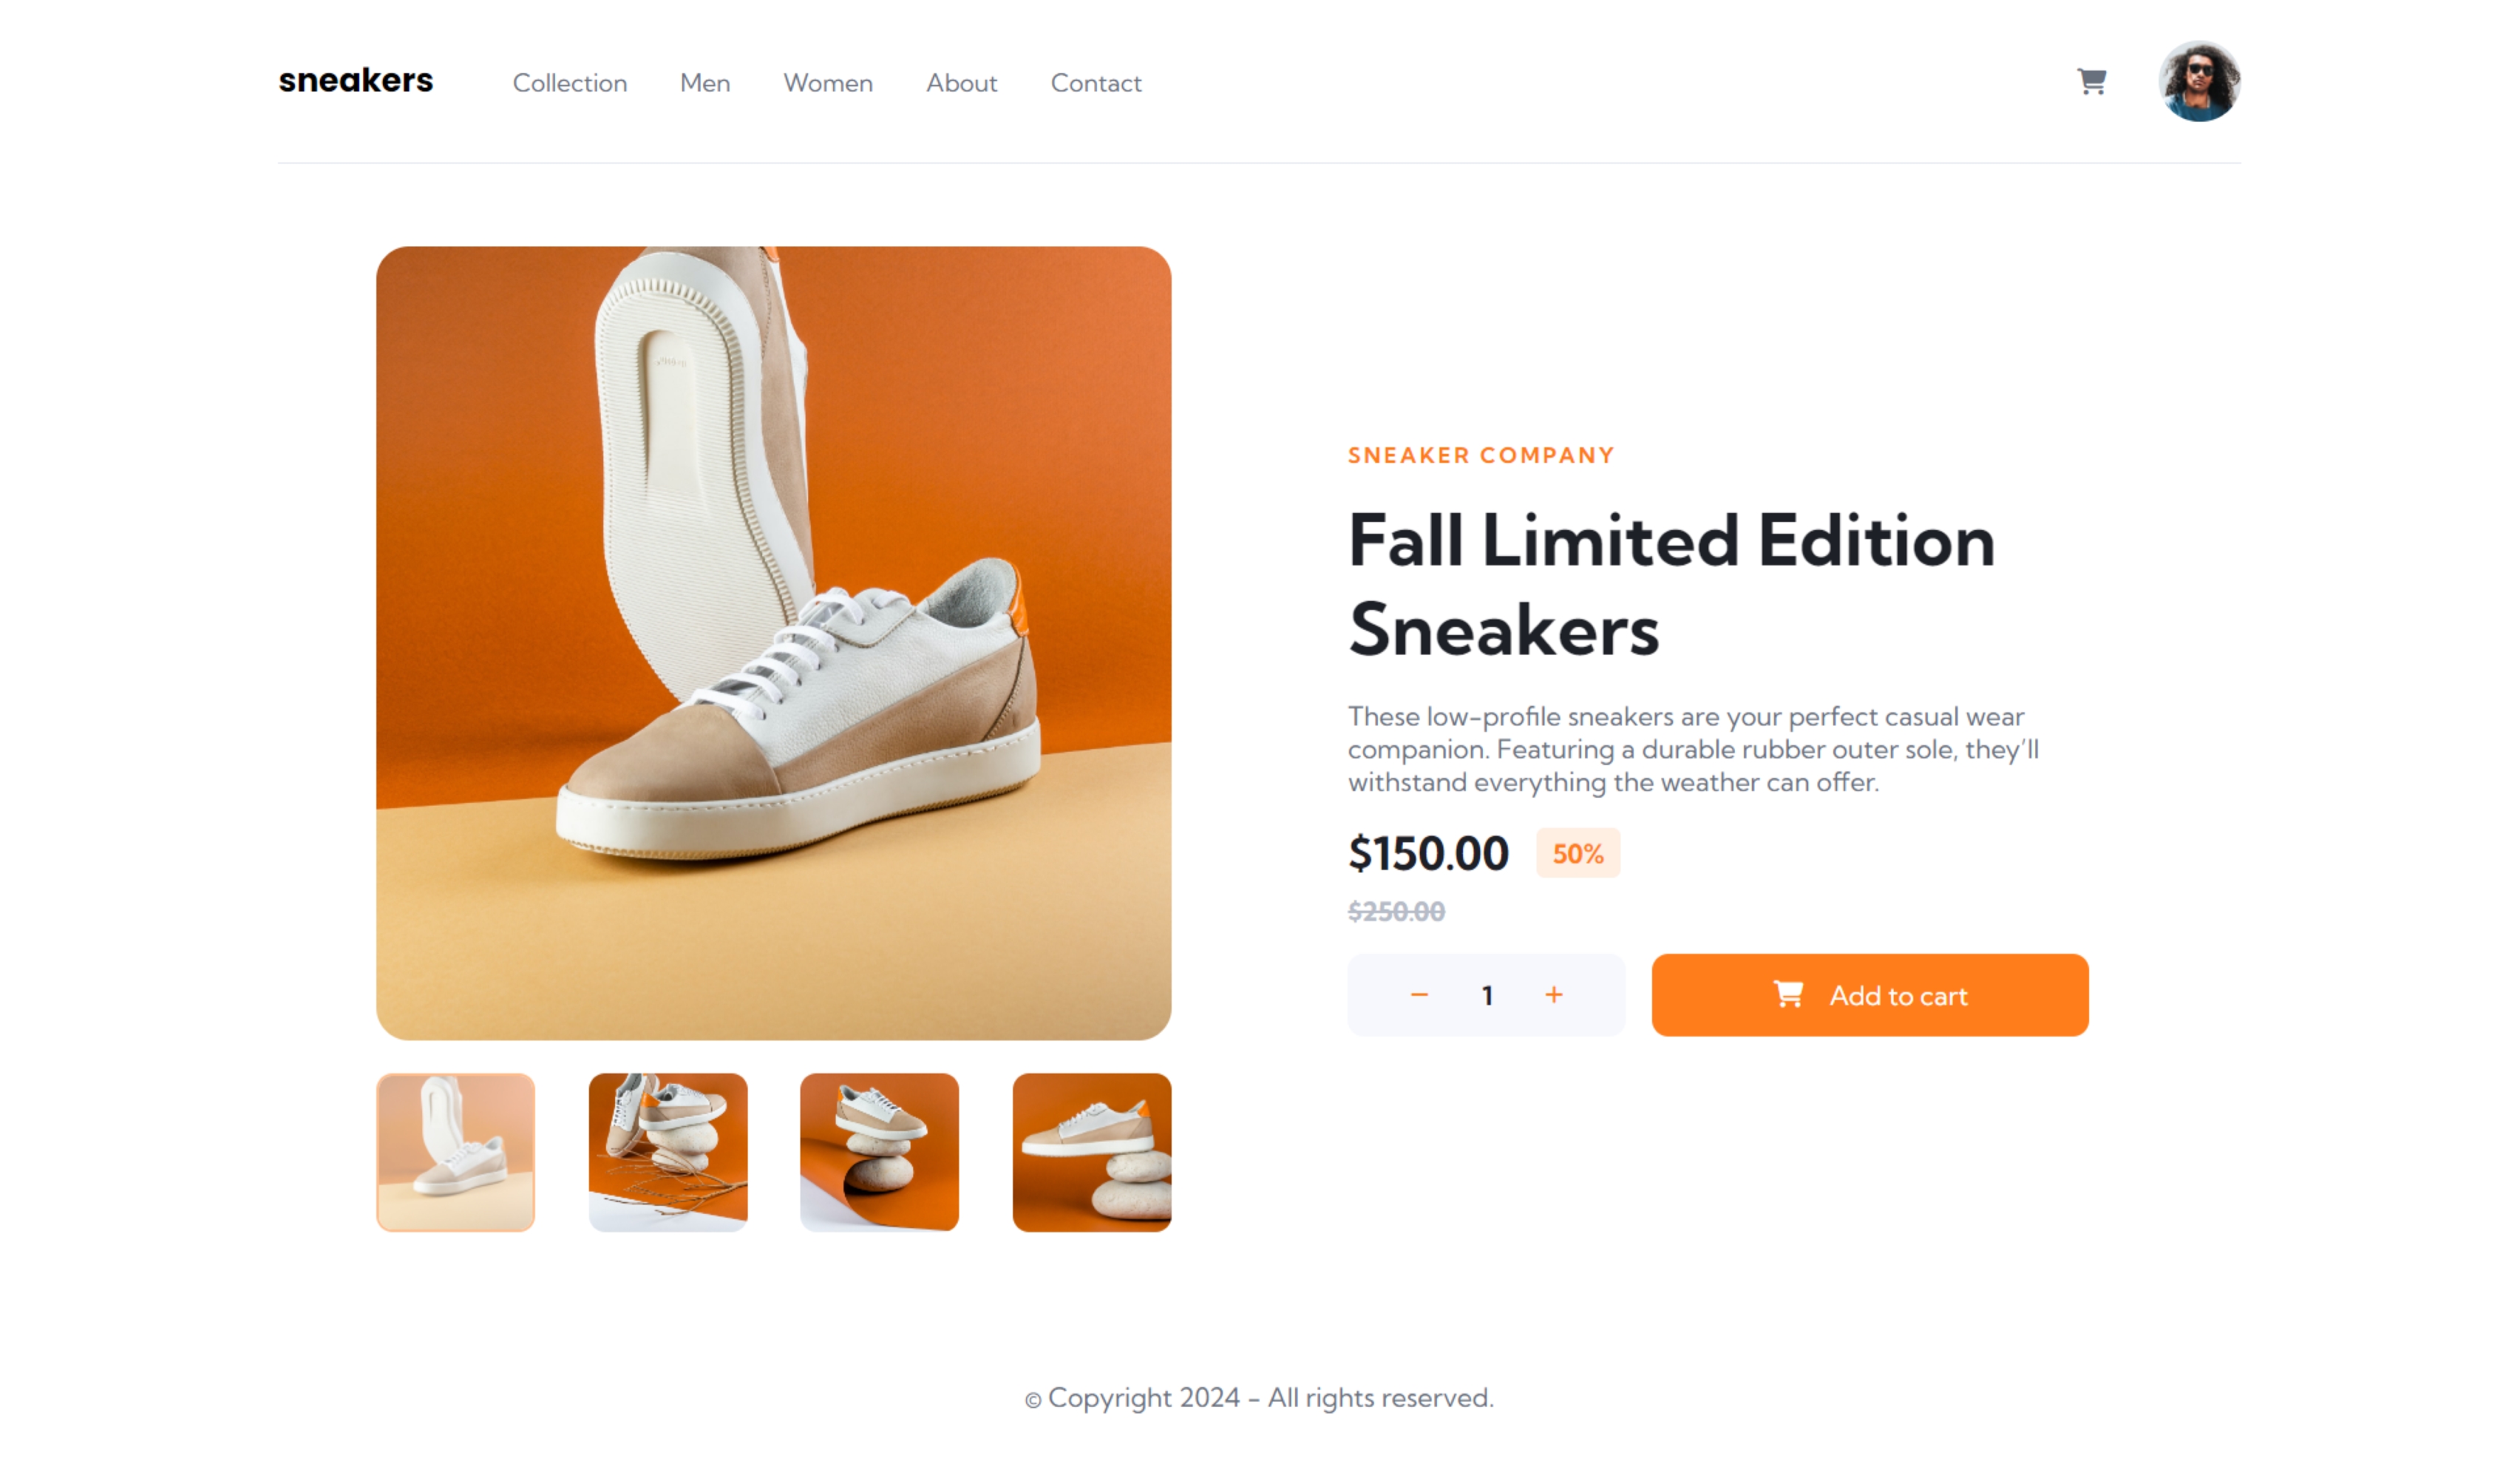 sneakers
Collection Men Women About Contact
SNEAKER COMPANY
Fall Limited Edition
Sneakers
These low-profile sneakers are your perfect casual wear
companion. Featuring a durable rubber outer sole, they’ll
withstand everything the weather can offer.
$150.00 50%
$250.00
− 1 +
Add to cart
© Copyright 2024 - All rights reserved.